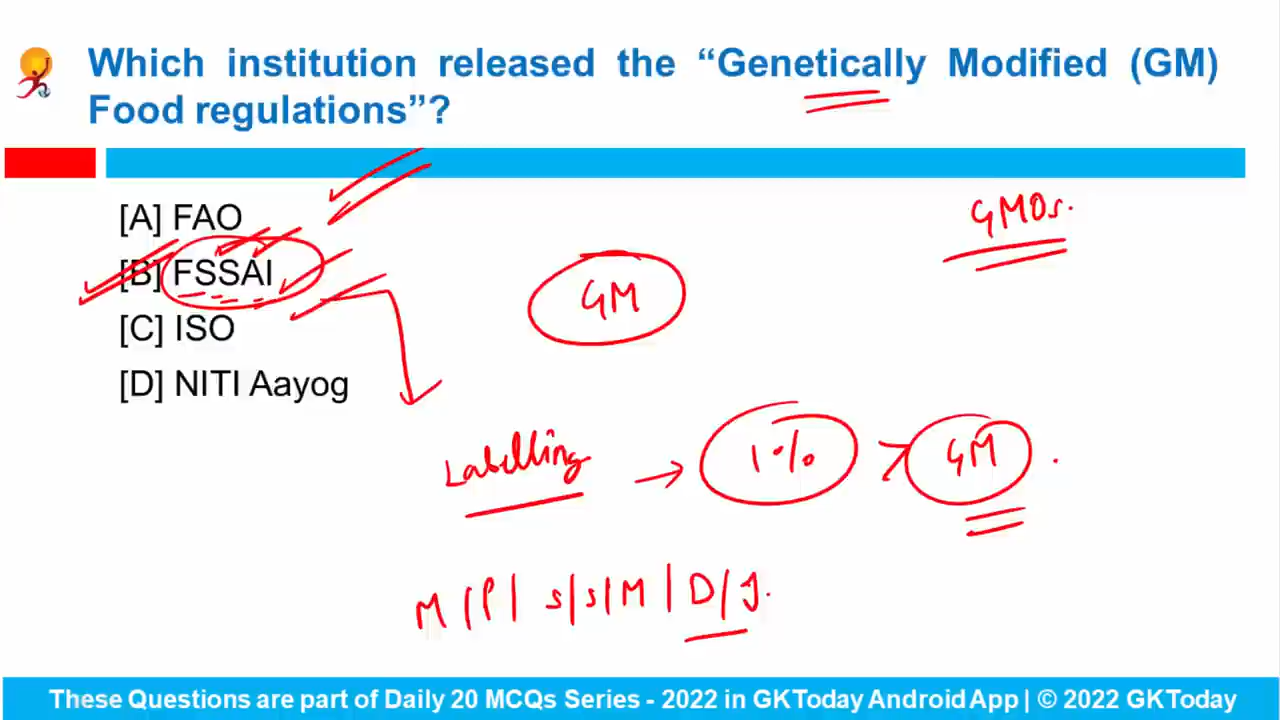 Which institution released the “Genetically Modified (GM)
Food regulations”?
[A] FAO
[B] FSSAI
[C] ISO
[D] NITI Aayog
GMOs.
GM
Labelling → 1% > GM .
M | P | S | S | M | D | I.
These Questions are part of Daily 20 MCQs Series - 2022 in GKToday Android App | © 2022 GKToday